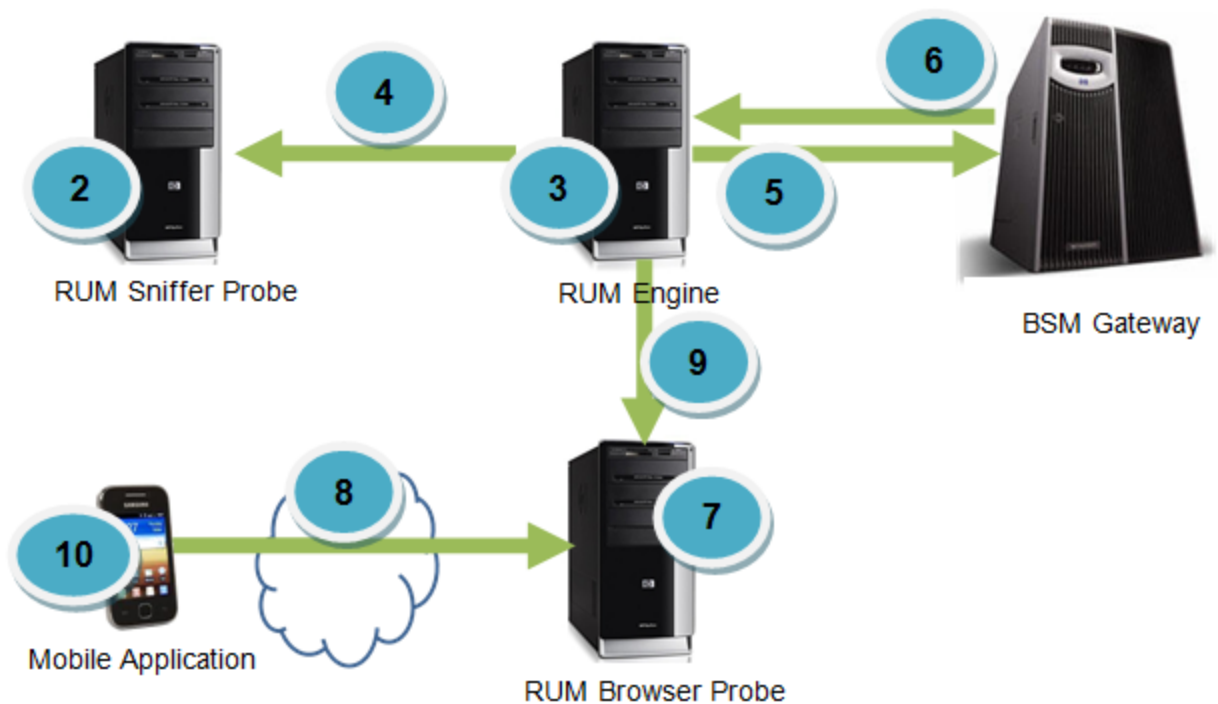 6
4
2
3
5
RUM Sniffer Probe
RUM Engine
BSM Gateway
9
8
7
10
SAMSUNG
Mobile Application
RUM Browser Probe